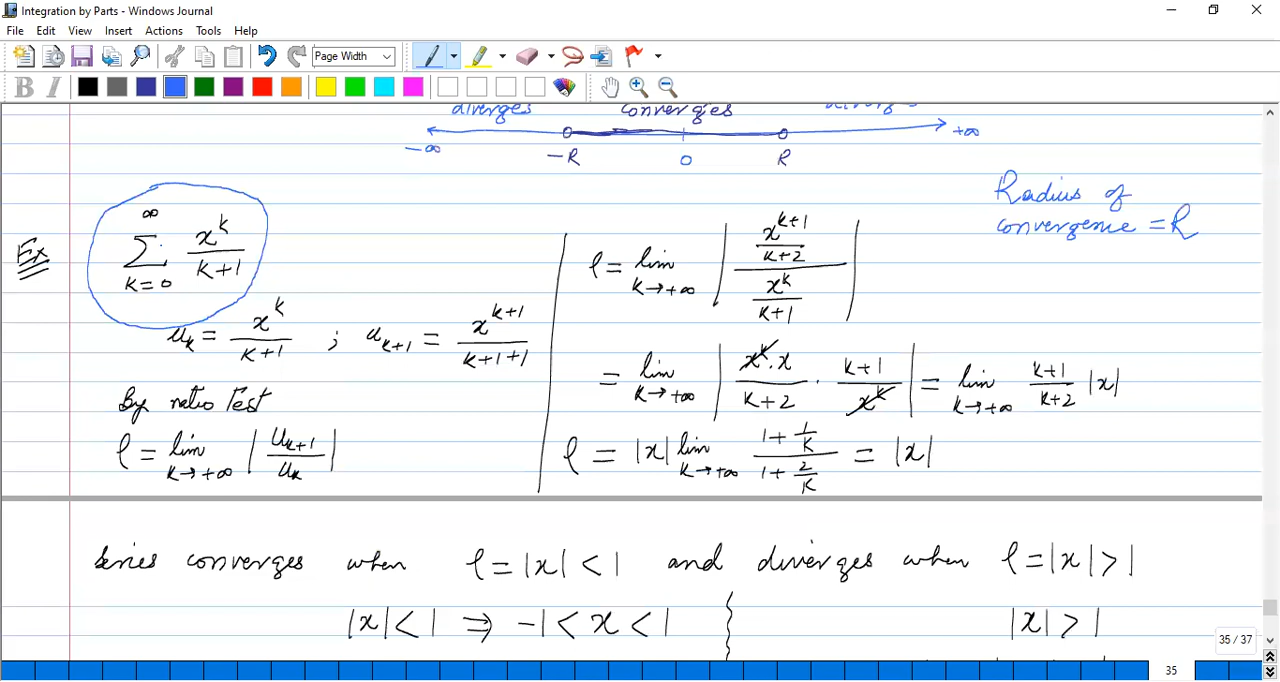 Integration by Parts - Windows Journal
File Edit View Insert Actions Tools Help
Page Width
B I
diverges converges
-∞ -R 0 R +∞
Radius of
convergence = R
Ex
∞
∑ x^k/(k+1)
k=0
u_k = x^k/(k+1) ; u_{k+1} = x^{k+1}/(k+1+1)
By ratio Test
ℓ = lim_{k→+∞} |u_{k+1}/u_k|
ℓ = lim_{k→+∞} |(x^{k+1}/(k+2))/(x^k/(k+1))|
= lim_{k→+∞} |(x^k·x)/(k+2) · (k+1)/x^k| = lim_{k→+∞} (k+1)/(k+2) |x|
ℓ = |x| lim_{k→+∞} (1+1/k)/(1+2/k) = |x|
Series converges when ℓ=|x|<1 and diverges when ℓ=|x|>1
|x|<1 ⇒ -1<x<1 |x|>1
35 / 37
35